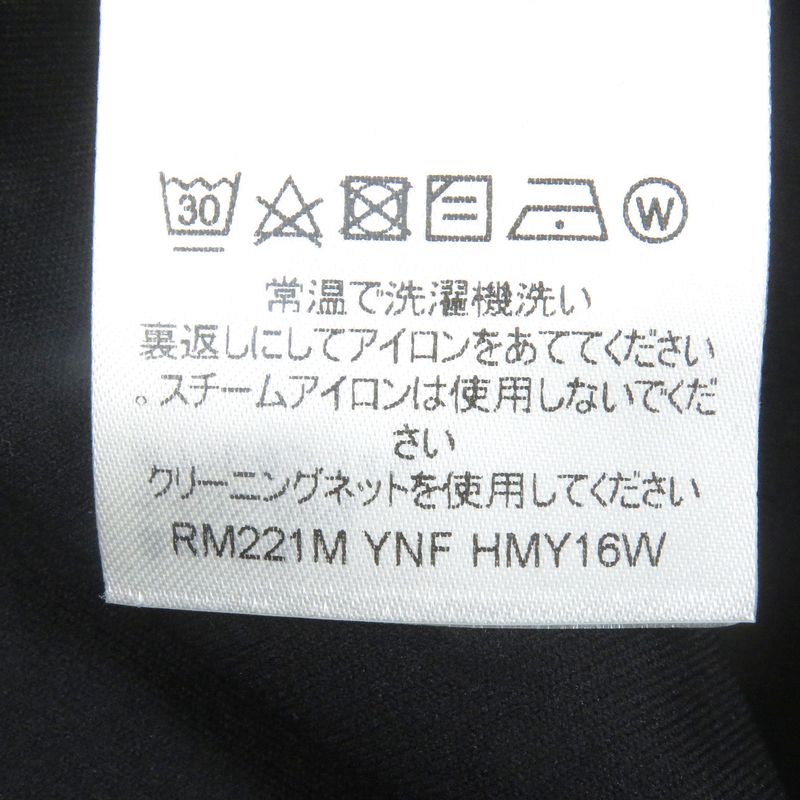 30 W
常温で洗濯機洗い
裏返しにしてアイロンをあててください
。スチームアイロンは使用しないでくだ
さい
クリーニングネットを使用してください
RM221M YNF HMY16W